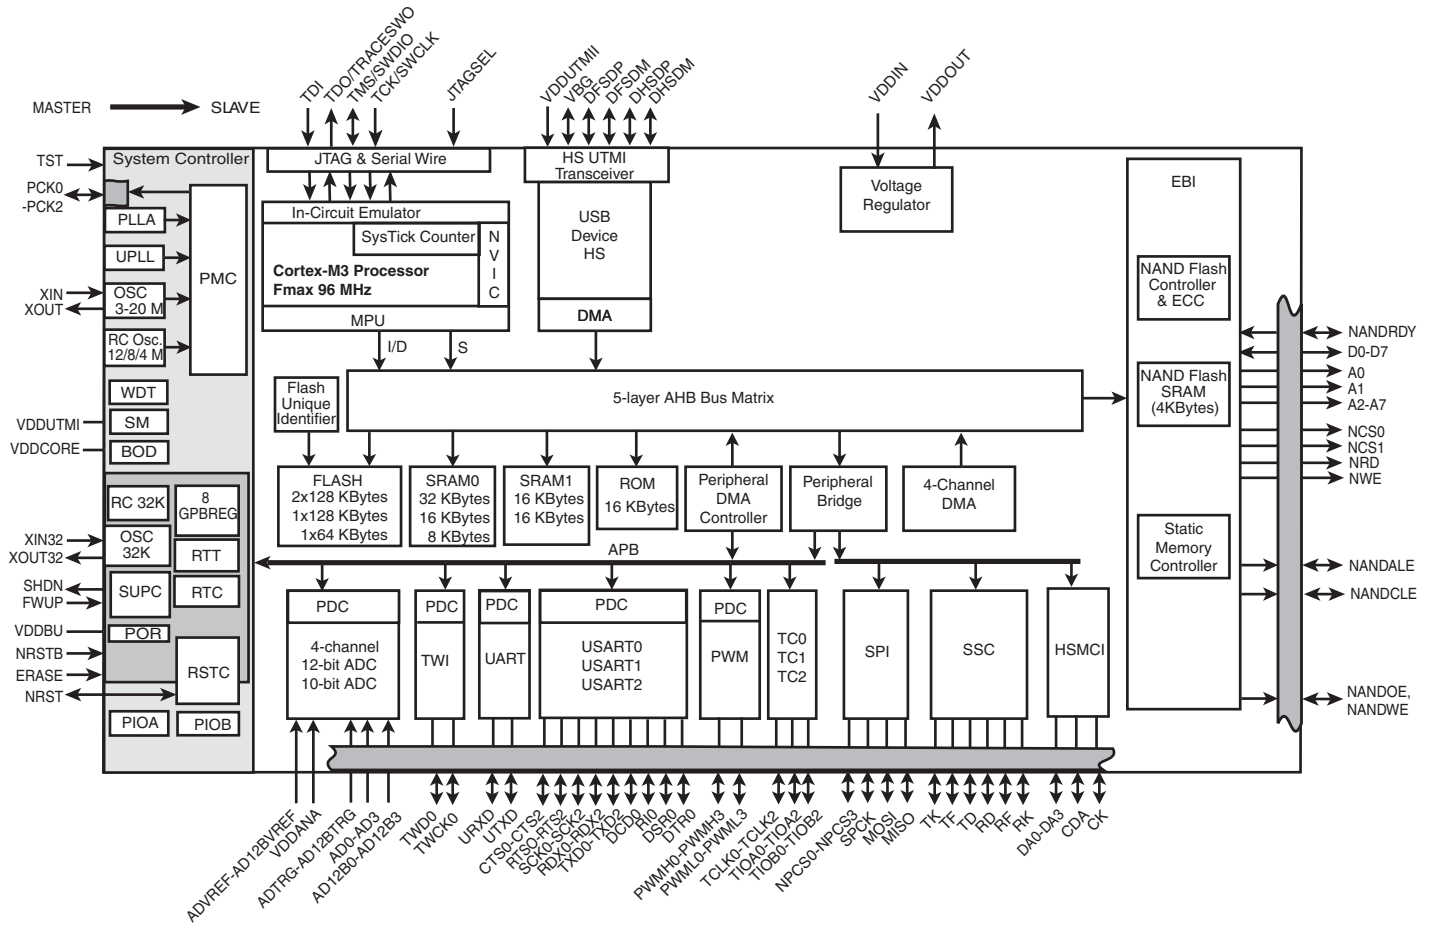 TDI
TDO/TRACESWO
TMS/SWDIO
TCK/SWCLK
JTAGSEL
VDDUTMII
VBG
DFSDP
DFSDM
DHSDP
DHSDM
VDDIN
VDDOUT
MASTER
SLAVE
TST
PCK0
-PCK2
XIN
XOUT
VDDUTMI
VDDCORE
XIN32
XOUT32
SHDN
FWUP
VDDBU
NRSTB
ERASE
NRST
System Controller
PLLA
UPLL
OSC
3-20 M
RC Osc.
12/8/4 M
PMC
WDT
SM
BOD
RC 32K
8
GPBREG
OSC
32K
RTT
SUPC
RTC
POR
RSTC
PIOA
PIOB
JTAG & Serial Wire
In-Circuit Emulator
SysTick Counter
N
V
I
C
Cortex-M3 Processor
Fmax 96 MHz
MPU
I/D
S
HS UTMI
Transceiver
USB
Device
HS
DMA
Voltage
Regulator
Flash
Unique
Identifier
5-layer AHB Bus Matrix
FLASH
2x128 KBytes
1x128 KBytes
1x64 KBytes
SRAM0
32 KBytes
16 KBytes
8 KBytes
SRAM1
16 KBytes
16 KBytes
ROM
16 KBytes
Peripheral
DMA
Controller
Peripheral
Bridge
4-Channel
DMA
APB
PDC
4-channel
12-bit ADC
10-bit ADC
PDC
TWI
PDC
UART
PDC
USART0
USART1
USART2
PDC
PWM
TC0
TC1
TC2
SPI
SSC
HSMCI
EBI
NAND Flash
Controller
& ECC
NAND Flash
SRAM
(4KBytes)
Static
Memory
Controller
NANDRDY
D0-D7
A0
A1
A2-A7
NCS0
NCS1
NRD
NWE
NANDALE
NANDCLE
NANDOE,
NANDWE
ADVREF-AD12BVREF
VDDANA
ADTRG-AD12BTRG
AD0-AD3
AD12B0-AD12B3
TWD0
TWCK0
URXD
UTXD
CTS0-CTS2
RTS0-RTS2
SCK0-SCK2
RDX0-RDX2
TXD0-TXD2
DCD0
RI0
DSR0
DTR0
PWMH0-PWMH3
PWML0-PWML3
TCLK0-TCLK2
TIOA0-TIOA2
TIOB0-TIOB2
NPCS0-NPCS3
SPCK
MOSI
MISO
TK
TF
TD
RD
RF
RK
DA0-DA3
CDA
CK